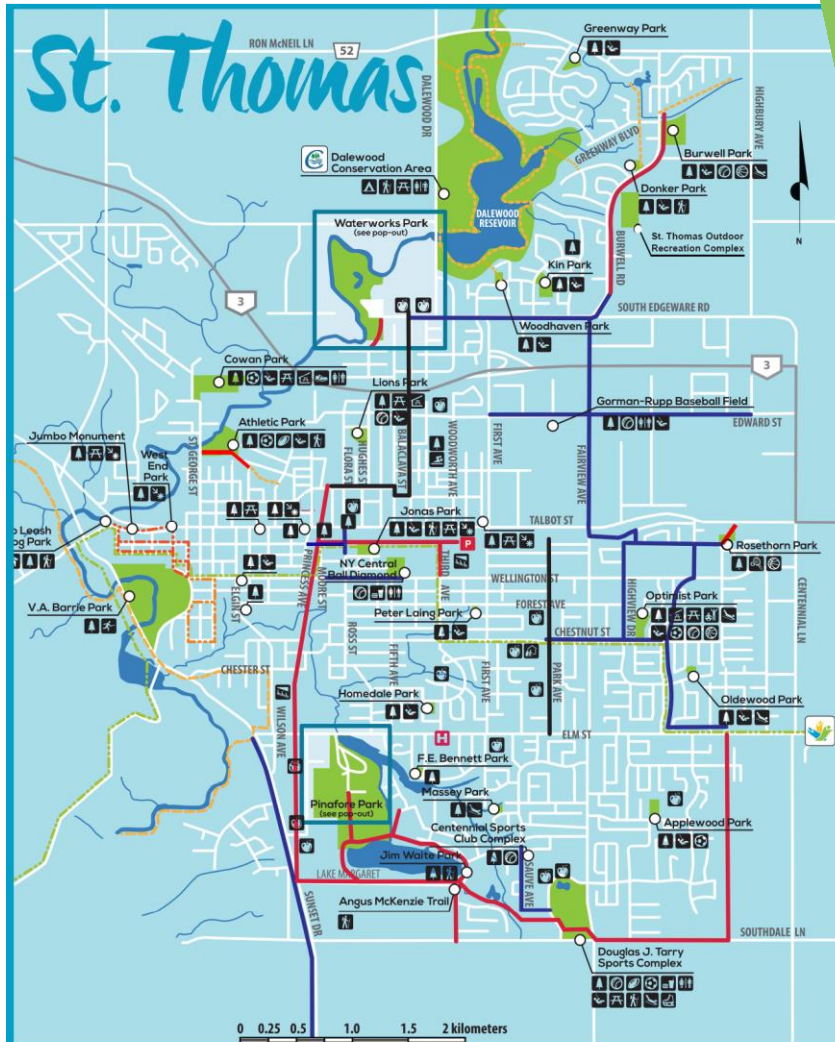 St. Thomas
RON MCNEIL LN
52
DALEWOOD DR
Greenway Park
HIGHBURY AVE
GREENWAY BLVD
Burwell Park
Dalewood
Conservation Area
Donker Park
DALEWOOD
RESEVOIR
St. Thomas Outdoor
Recreation Complex
N
Waterworks Park
(see pop-out)
BURWELL RD
Kin Park
3
SOUTH EDGEWARE RD
Woodhaven Park
Cowan Park
Lions Park
3
Gorman-Rupp Baseball Field
EDWARD ST
Athletic Park
Jumbo Monument
West
End
Park
ST.GEORGE ST
HUGHES ST
FLORA ST
BALACLAVA ST
WOODWORTH AVE
FIRST AVE
FAIRVIEW AVE
Jonas Park
TALBOT ST
P
o Leash
og Park
Rosethorn Park
PRINCESS AVE
MOORE ST
NY Central
Ball Diamond
THIRD AVE
WELLINGTON ST
HIGHVIEW DR
CENTENNIAL LN
V.A. Barrie Park
ELGIN ST
FOREST AVE
Optimist Park
Peter Laing Park
CHESTNUT ST
ROSS ST
FIFTH AVE
FIRST AVE
PARK AVE
CHESTER ST
Homedale Park
Oldewood Park
WILSON AVE
H
ELM ST
F.E. Bennett Park
Pinafore Park
(see pop-out)
Massey Park
Applewood Park
Centennial Sports
Club Complex
LAKE MARGARET
Jim Waite Park
SAUVE AVE
SUNSET DR
Angus McKenzie Trail
SOUTHDALE LN
Douglas J. Tarry
Sports Complex
0 0.25 0.5 1.0 1.5 2 kilometers